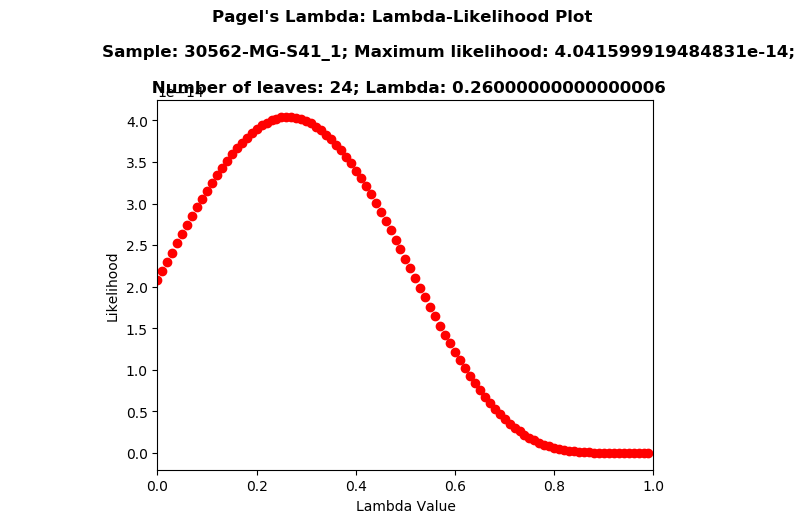 Pagel's Lambda: Lambda-Likelihood Plot
Sample: 30562-MG-S41_1; Maximum likelihood: 4.041599919484831e-14;
Number of leaves: 24; Lambda: 0.26000000000000006
1e−14
4.0
3.5
3.0
2.5
2.0
1.5
1.0
0.5
0.0
Likelihood
0.0 0.2 0.4 0.6 0.8 1.0
Lambda Value